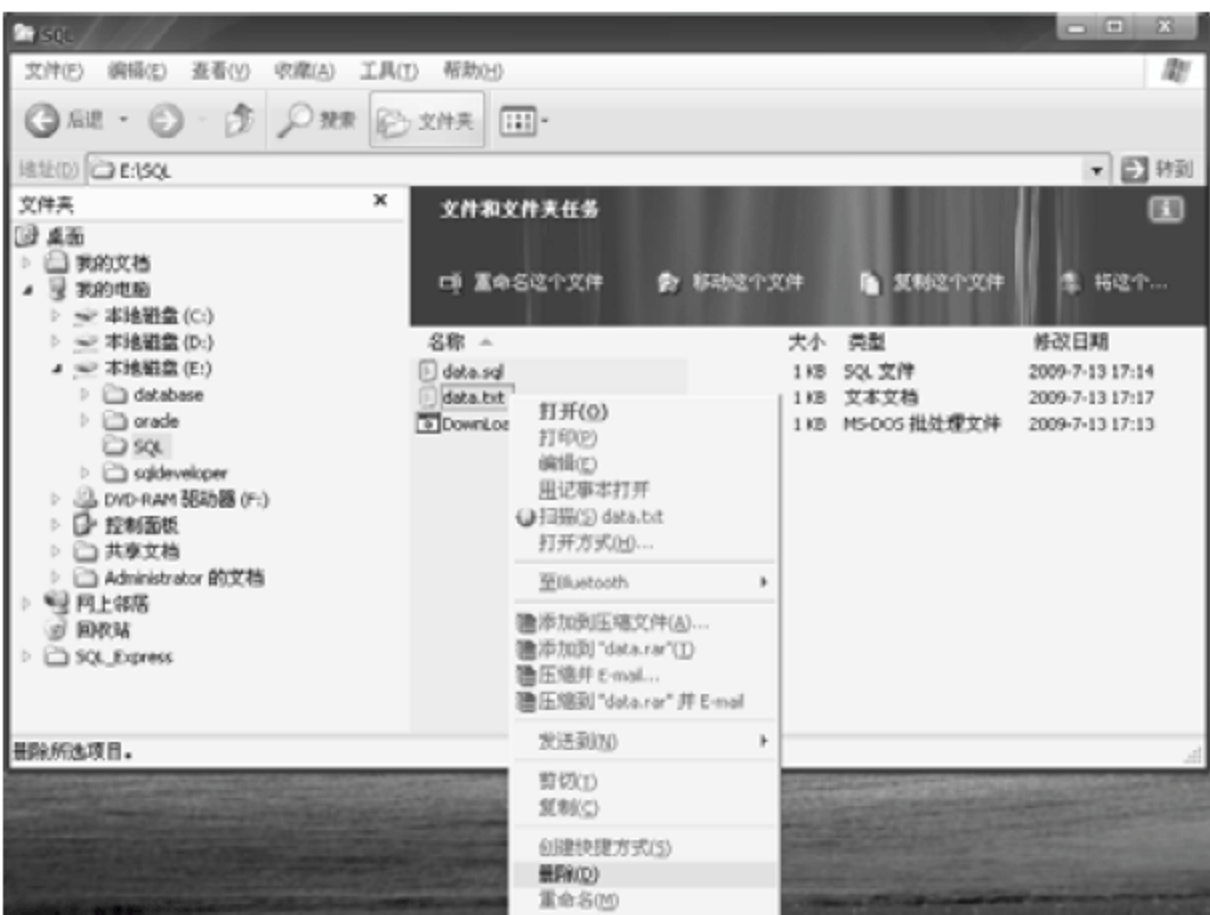 SQL
文件(F) 编辑(E) 查看(V) 收藏(A) 工具(T) 帮助(H)
后退 搜索 文件夹
地址(D) E:\SQL 转到
文件夹 ×
桌面
我的文档
我的电脑
本地磁盘 (C:)
本地磁盘 (D:)
本地磁盘 (E:)
database
oracle
SQL
sqldeveloper
DVD-RAM 驱动器 (F:)
控制面板
共享文档
Administrator 的文档
网上邻居
回收站
SQL_Express
文件和文件夹任务
重命名这个文件 移动这个文件 复制这个文件 将这个...
名称 大小 类型 修改日期
data.sql 1 KB SQL 文件 2009-7-13 17:14
data.txt 1 KB 文本文档 2009-7-13 17:17
DownLoa 1 KB MS-DOS 批处理文件 2009-7-13 17:13
打开(O)
打印(P)
编辑(E)
用记事本打开
扫描(S) data.txt
打开方式(H)...
至Bluetooth
添加到压缩文件(A)...
添加到 "data.rar"(T)
压缩并 E-mail...
压缩到 "data.rar" 并 E-mail
发送到(N)
剪切(T)
复制(C)
创建快捷方式(S)
删除(D)
重命名(M)
删除所选项目。